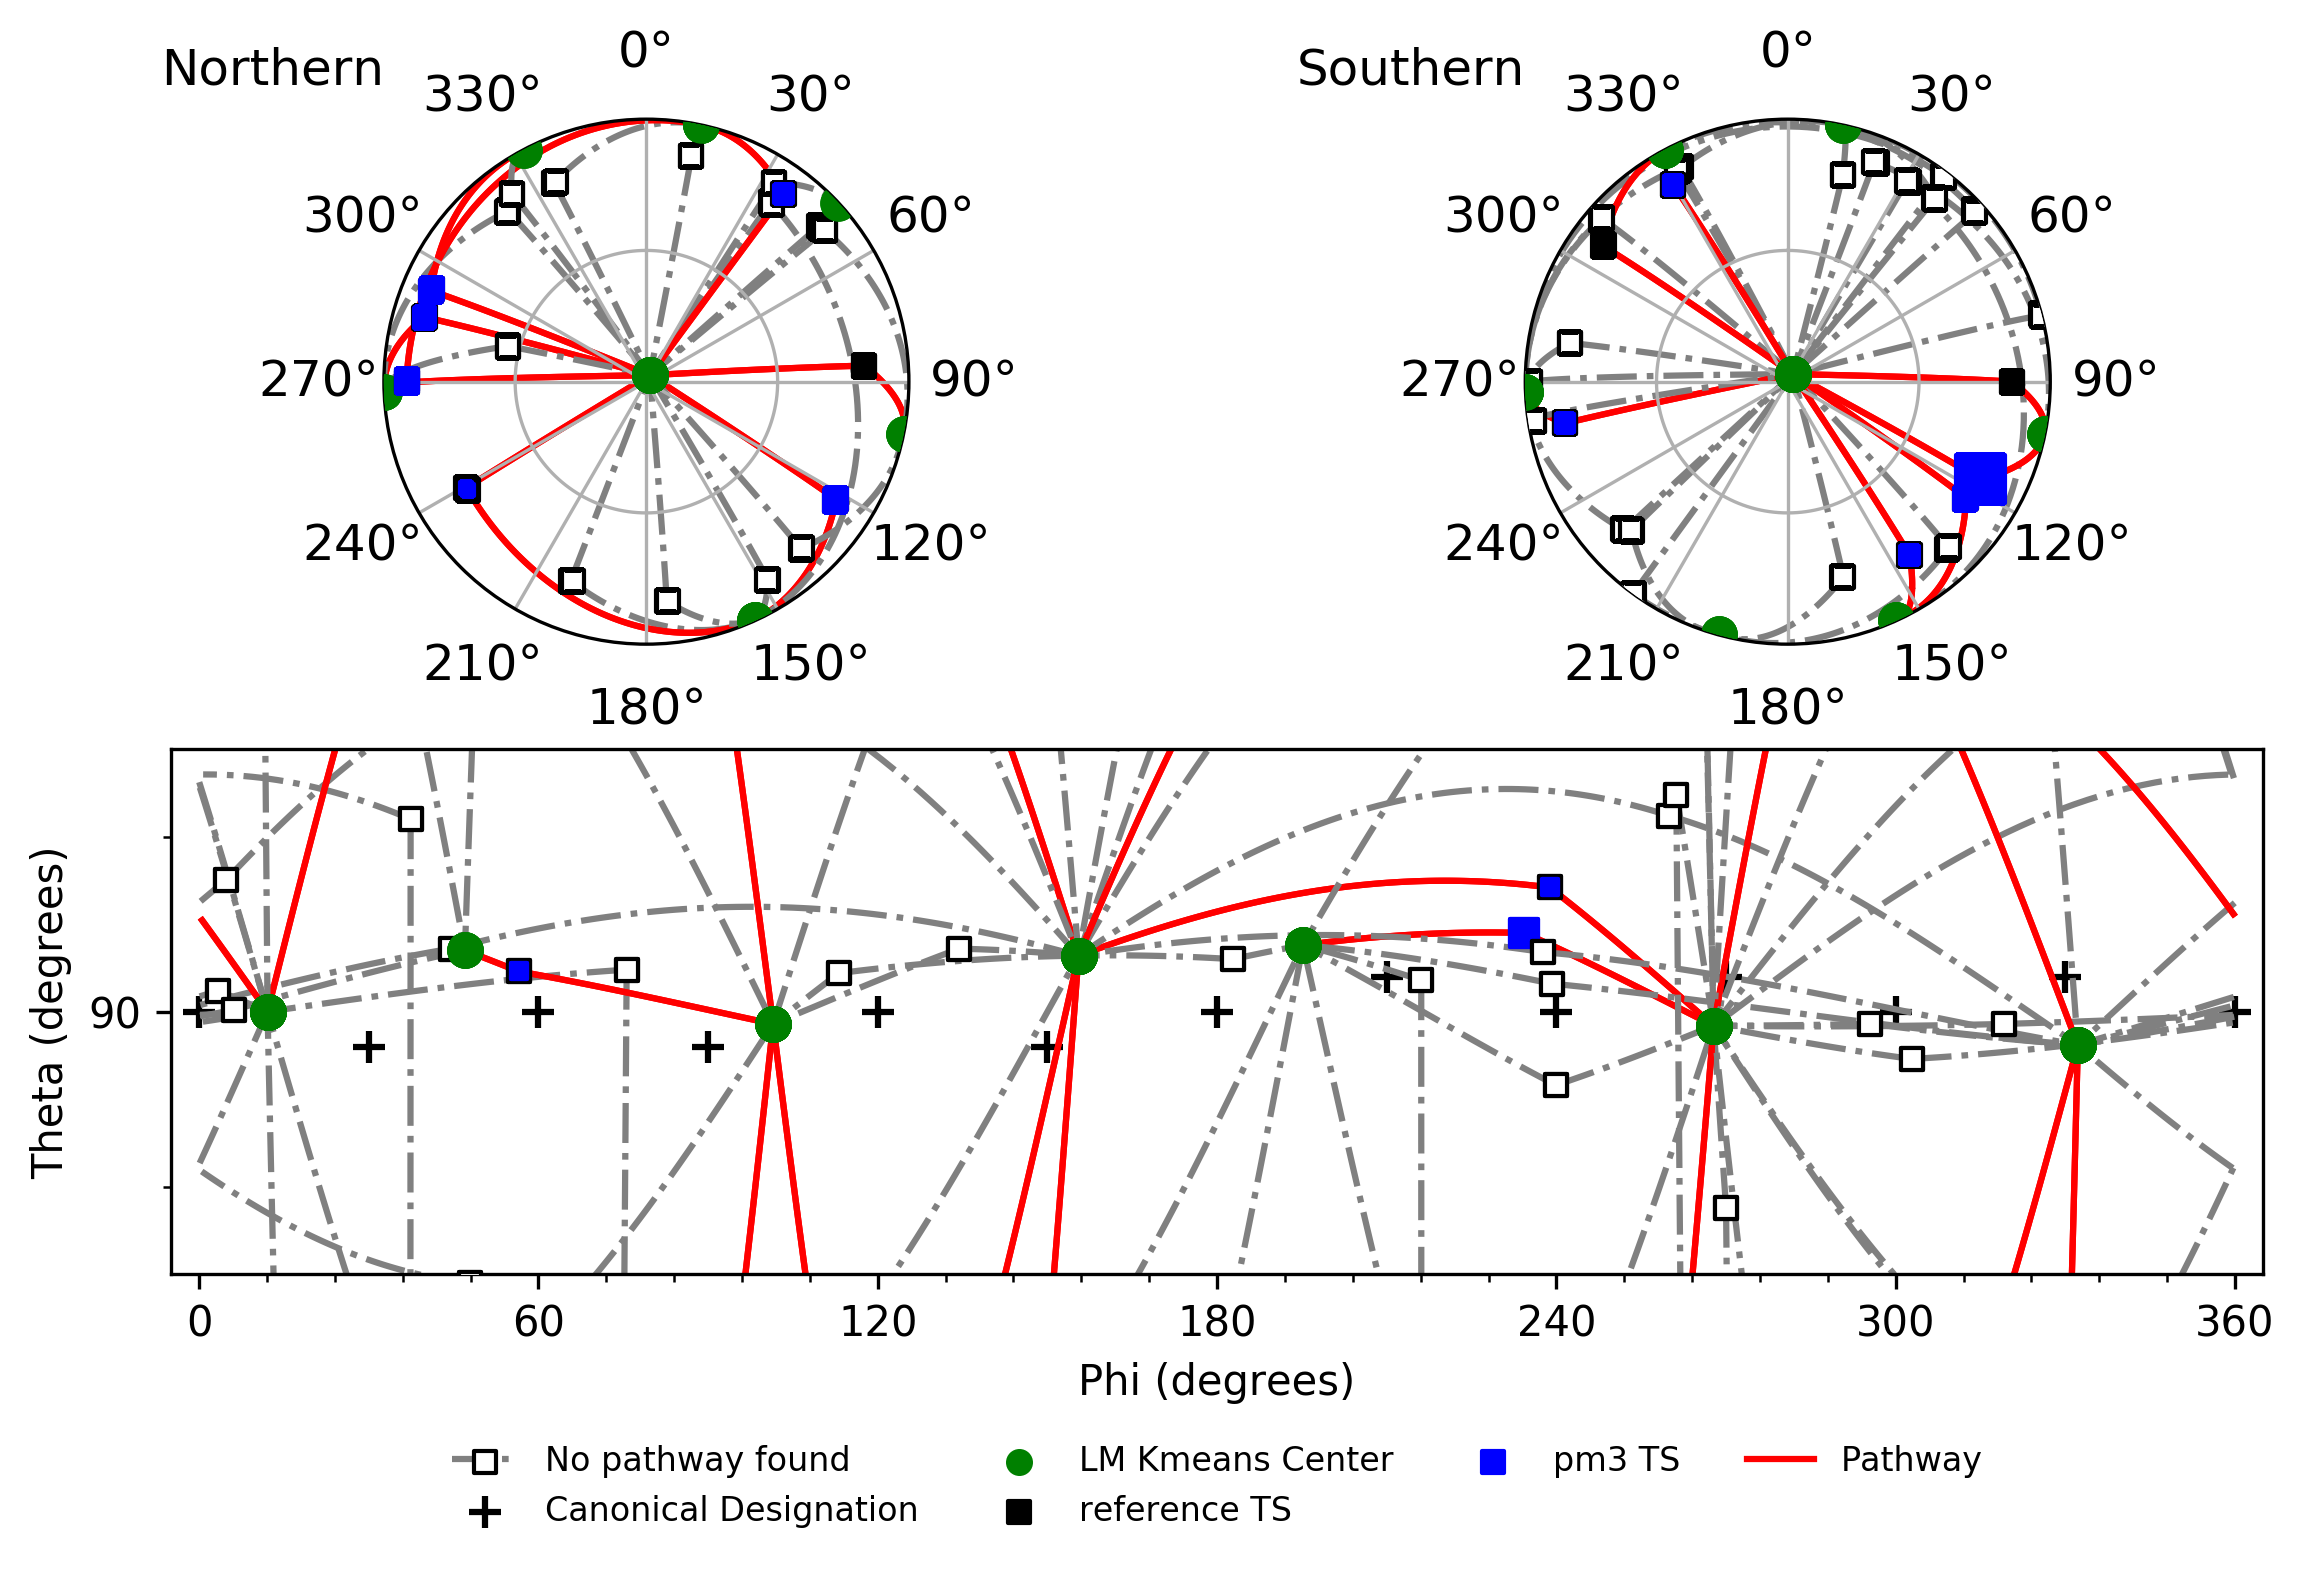 Northern
0°
30°
60°
90°
120°
150°
180°
210°
240°
270°
300°
330°
Southern
0°
30°
60°
90°
120°
150°
180°
210°
240°
270°
300°
330°
Theta (degrees)
90
0 60 120 180 240 300 360
Phi (degrees)
No pathway found
Canonical Designation
LM Kmeans Center
reference TS
pm3 TS
Pathway